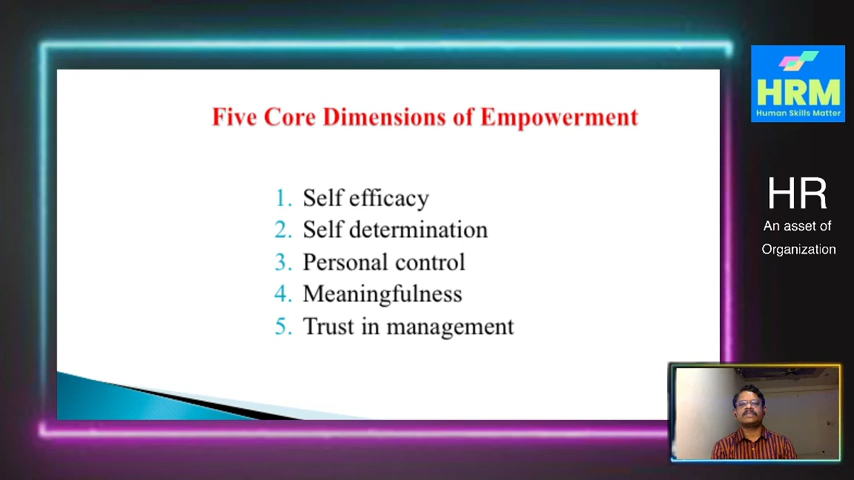 Five Core Dimensions of Empowerment
1. Self efficacy
2. Self determination
3. Personal control
4. Meaningfulness
5. Trust in management
HRM
Human Skills Matter
HR
An asset of
Organization